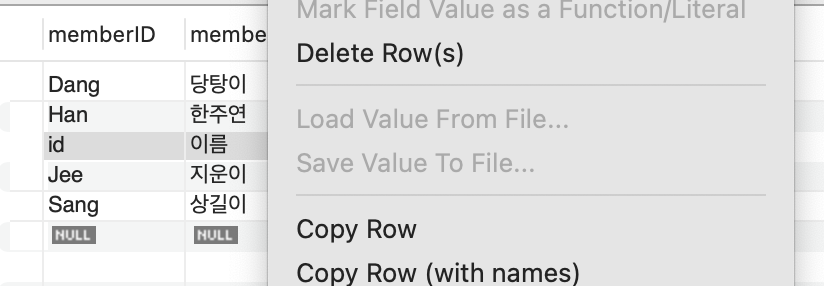 Mark Field Value as a Function/Literal
memberID membe
Delete Row(s)
Dang 당탕이
Han 한주연
Load Value From File...
id 이름
Save Value To File...
Jee 지운이
Sang 상길이
Copy Row
NULL NULL
Copy Row (with names)